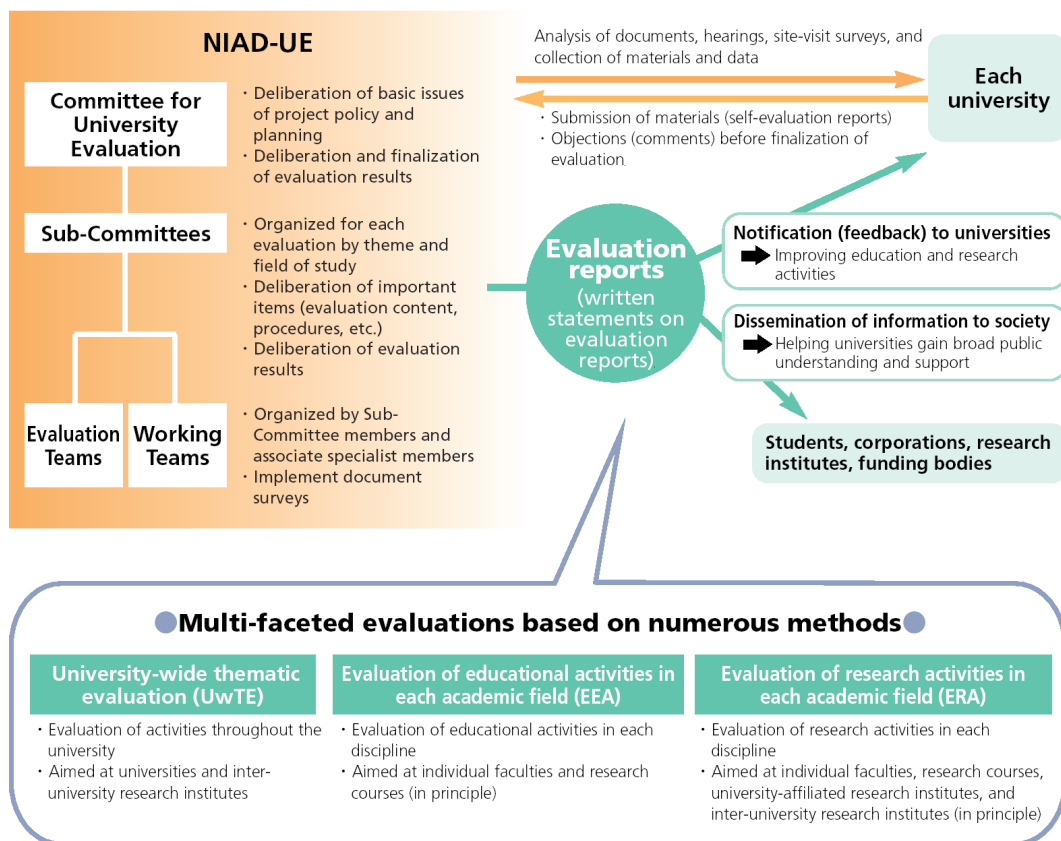 NIAD-UE
Committee for
University
Evaluation
・Deliberation of basic issues
of project policy and
planning
・Deliberation and finalization
of evaluation results
Sub-Committees
・Organized for each
evaluation by theme and
field of study
・Deliberation of important
items (evaluation content,
procedures, etc.)
・Deliberation of evaluation
results
Evaluation
Teams
Working
Teams
・Organized by Sub-
Committee members and
associate specialist members
・Implement document
surveys
Analysis of documents, hearings, site-visit surveys, and
collection of materials and data
・Submission of materials (self-evaluation reports)
・Objections (comments) before finalization of
evaluation
Each
university
Evaluation
reports
(written
statements on
evaluation
reports)
Notification (feedback) to universities
Improving education and research
activities
Dissemination of information to society
Helping universities gain broad public
understanding and support
Students, corporations, research
institutes, funding bodies
Multi-faceted evaluations based on numerous methods
University-wide thematic
evaluation (UwTE)
・Evaluation of activities throughout the
university
・Aimed at universities and inter-
university research institutes
Evaluation of educational activities in
each academic field (EEA)
・Evaluation of educational activities in each
discipline
・Aimed at individual faculties and research
courses (in principle)
Evaluation of research activities in
each academic field (ERA)
・Evaluation of research activities in each
discipline
・Aimed at individual faculties, research courses,
university-affiliated research institutes, and
inter-university research institutes (in principle)